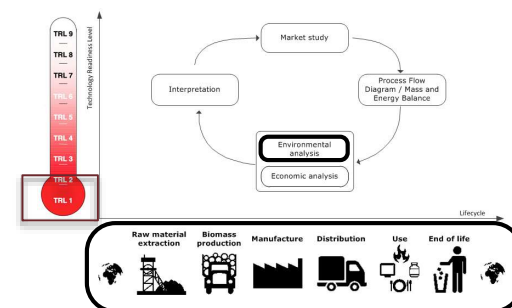 TRL 9
TRL 8
TRL 7
TRL 6
TRL 5
TRL 4
TRL 3
TRL 2
TRL 1
Technology Readiness Level
Market study
Interpretation
Process Flow
Diagram / Mass and
Energy Balance
Environmental
analysis
Economic analysis
Lifecycle
Raw material
extraction
Biomass
production
Manufacture
Distribution
Use
End of life